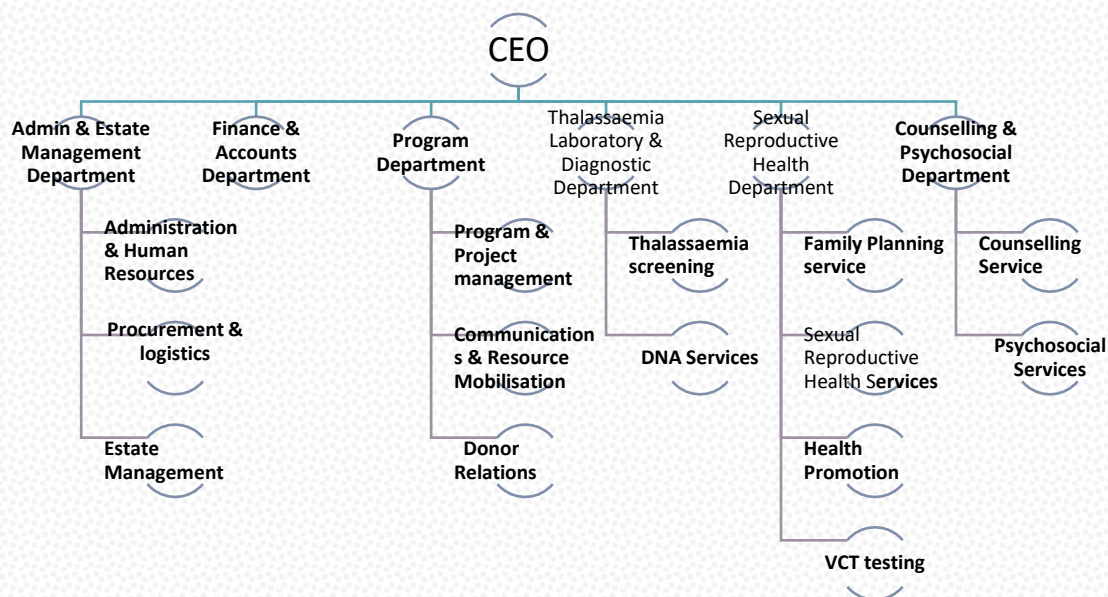 CEO
Admin & Estate
Management
Department
Finance &
Accounts
Department
Program
Department
Thalassaemia
Laboratory &
Diagnostic
Department
Sexual
Reproductive
Health
Department
Counselling &
Psychosocial
Department
Administration
& Human
Resources
Procurement &
logistics
Estate
Management
Program &
Project
management
Communication
s & Resource
Mobilisation
Donor
Relations
Thalassaemia
screening
DNA Services
Family Planning
service
Sexual
Reproductive
Health Services
Health
Promotion
VCT testing
Counselling
Service
Psychosocial
Services